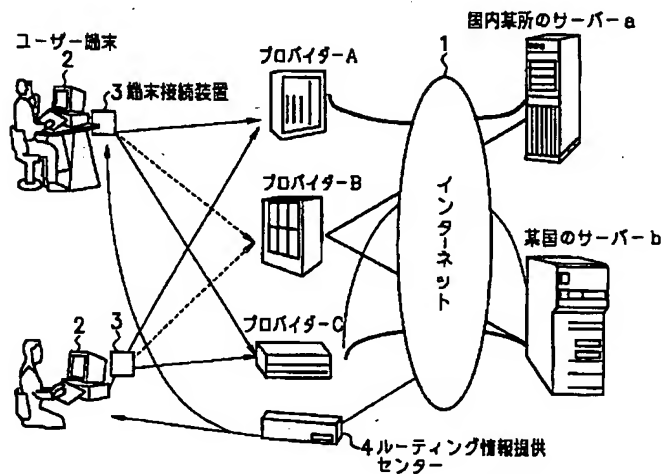 ユーザー端末
2
3 端末接続装置
プロバイダーA
1
国内某所のサーバーa
プロバイダーB
インターネット
某国のサーバーb
2
3
プロバイダーC
4 ルーティング情報提供
センター